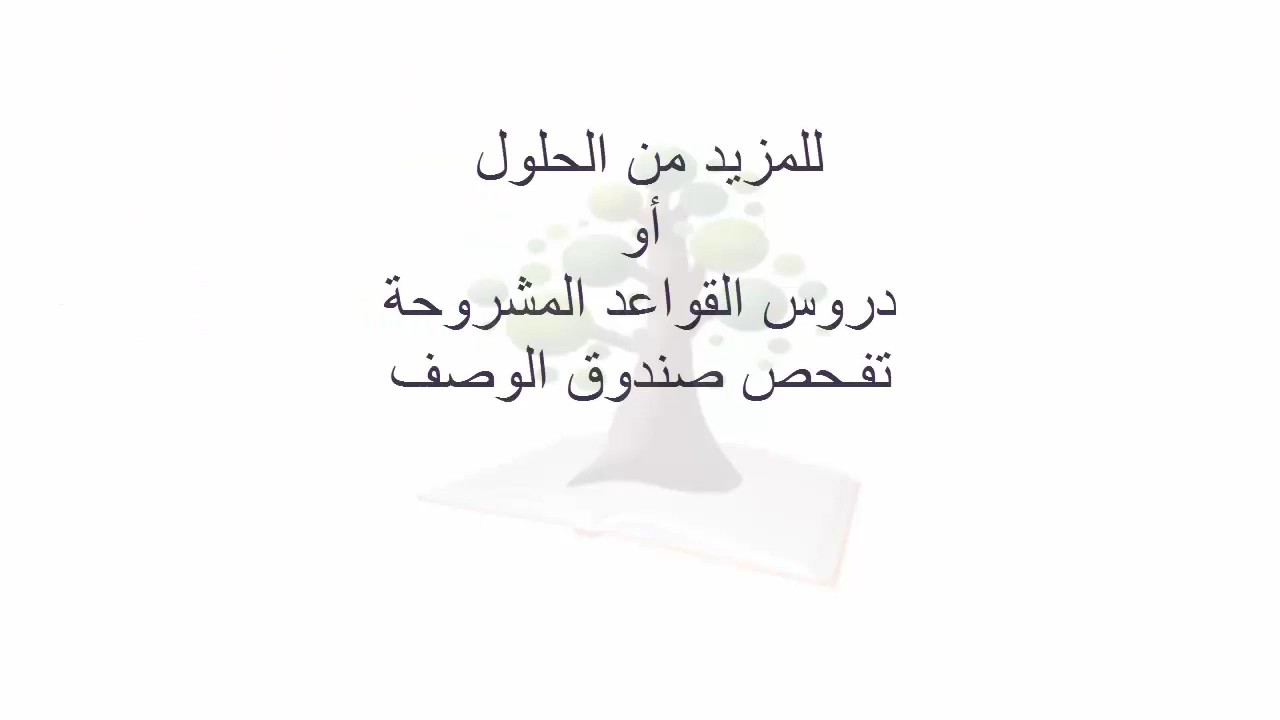 للمزيد من الحلول
أو
دروس القواعد المشروحة
تفحص صندوق الوصف